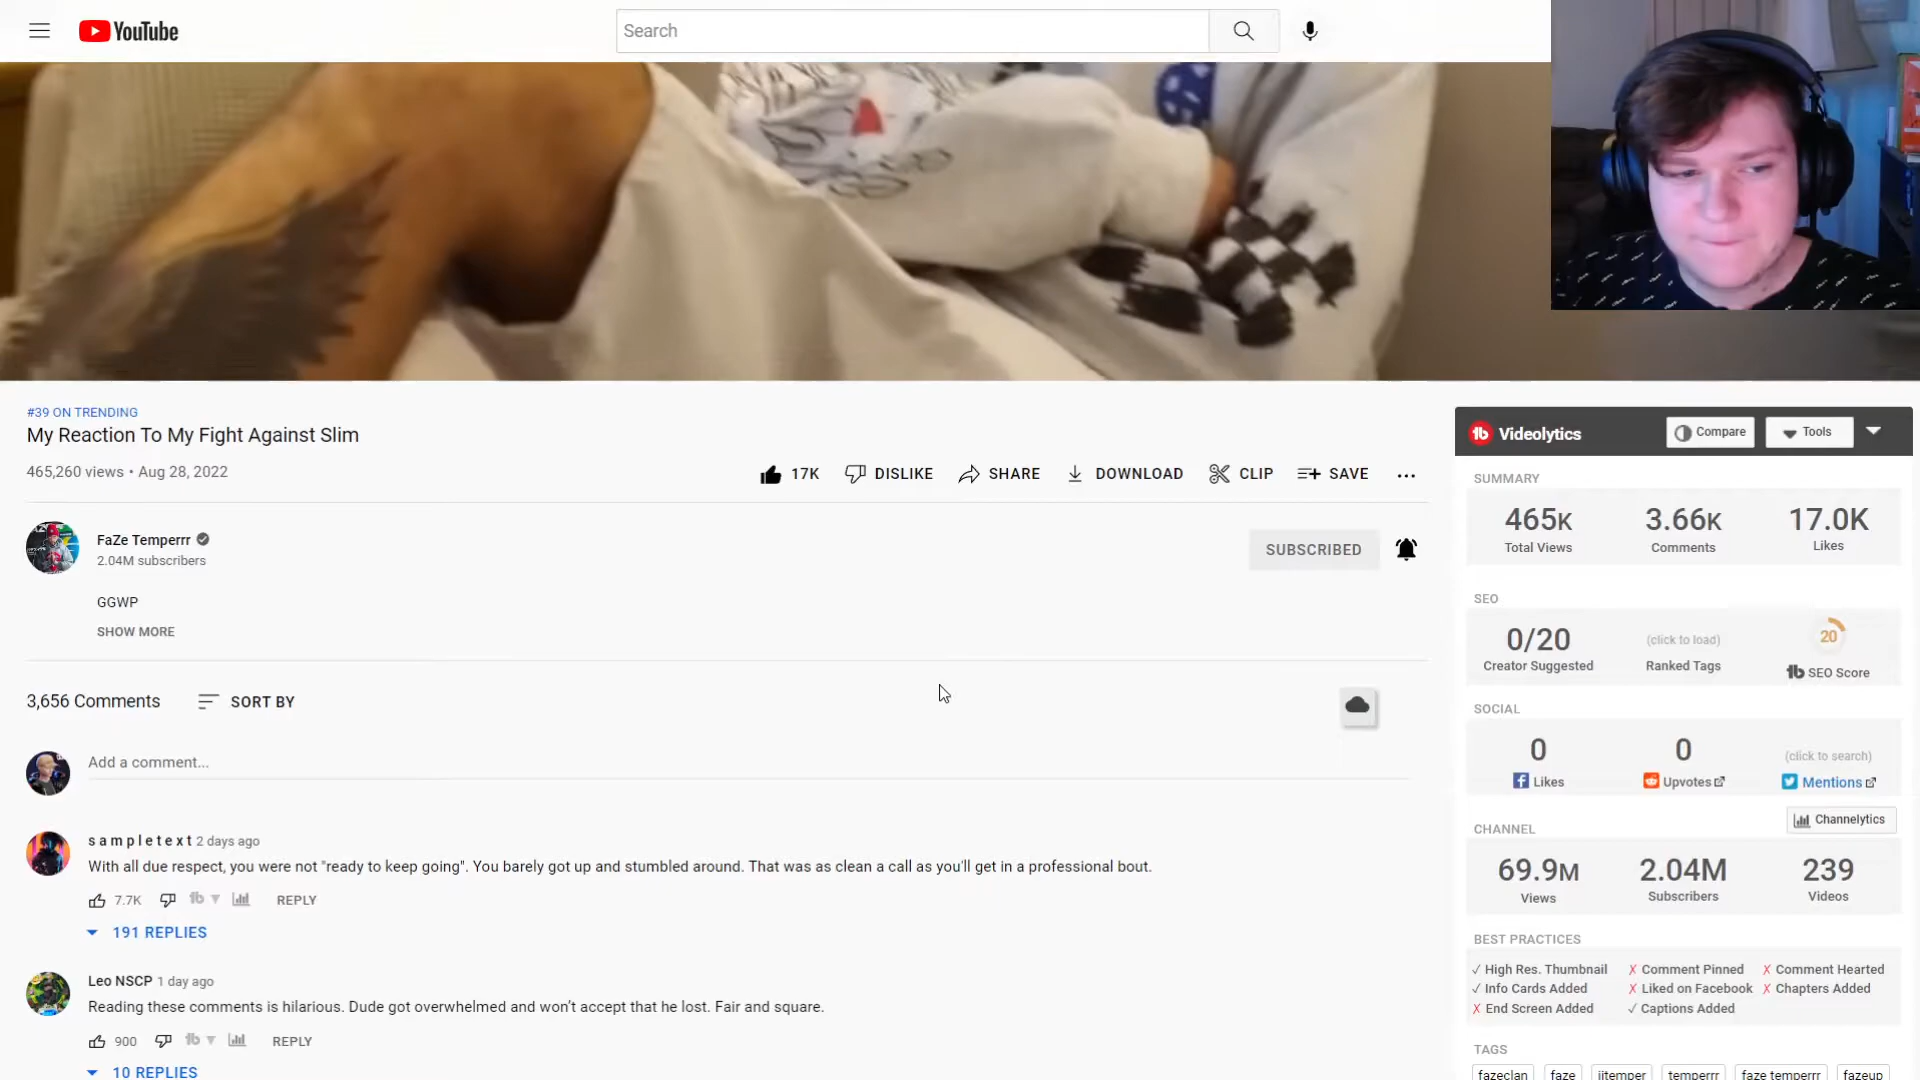 YouTube
Search
#39 ON TRENDING
My Reaction To My Fight Against Slim
465,260 views • Aug 28, 2022
17K DISLIKE SHARE DOWNLOAD CLIP SAVE ...
FaZe Temperrr
2.04M subscribers
SUBSCRIBED
GGWP
SHOW MORE
3,656 Comments SORT BY
Add a comment...
s a m p l e t e x t 2 days ago
With all due respect, you were not "ready to keep going". You barely got up and stumbled around. That was as clean a call as you'll get in a professional bout.
7.7K REPLY
191 REPLIES
Leo NSCP 1 day ago
Reading these comments is hilarious. Dude got overwhelmed and won't accept that he lost. Fair and square.
900 REPLY
10 REPLIES
Videolytics Compare Tools
SUMMARY
465K 3.66K 17.0K
Total Views Comments Likes
SEO
0/20 (click to load) 20
Creator Suggested Ranked Tags SEO Score
SOCIAL
0 0 (click to search)
Likes Upvotes Mentions
CHANNEL Channelytics
69.9M 2.04M 239
Views Subscribers Videos
BEST PRACTICES
✓ High Res. Thumbnail ✗ Comment Pinned ✗ Comment Hearted
✓ Info Cards Added ✗ Liked on Facebook ✗ Chapters Added
✗ End Screen Added ✓ Captions Added
TAGS
fazeclan faze jitemper temperrr faze temperrr fazeup